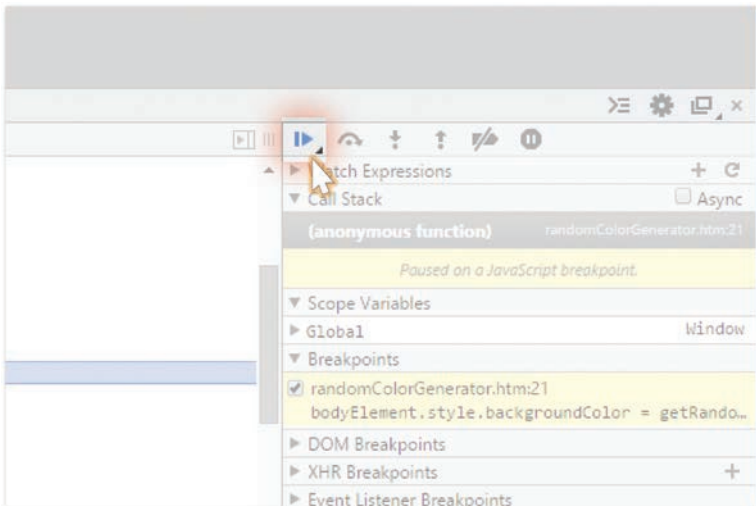 Watch Expressions
Call Stack
Async
(anonymous function)
randomColorGenerator.htm:21
Paused on a JavaScript breakpoint.
Scope Variables
Global
Window
Breakpoints
randomColorGenerator.htm:21
bodyElement.style.backgroundColor = getRando…
DOM Breakpoints
XHR Breakpoints
Event Listener Breakpoints